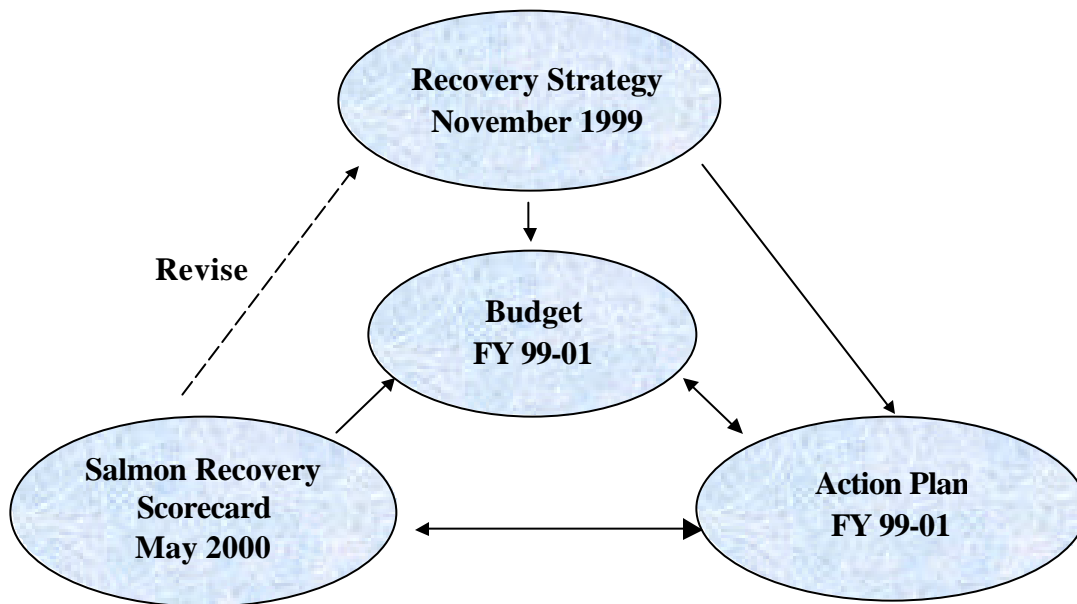 Recovery Strategy
November 1999
Revise
Budget
FY 99-01
Salmon Recovery
Scorecard
May 2000
Action Plan
FY 99-01